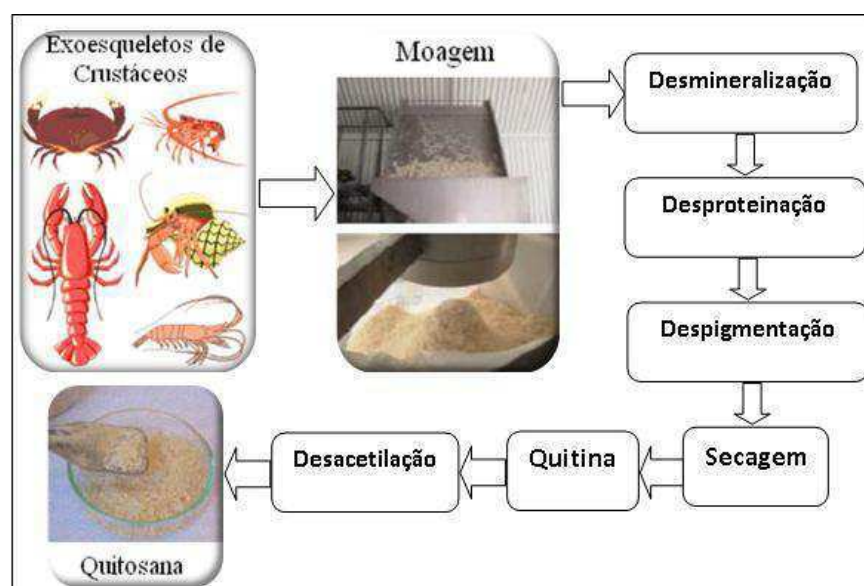 Exoesqueletos de
Crustáceos
Moagem
Desmineralização
Desproteinação
Despigmentação
Secagem
Quitina
Desacetilação
Quitosana